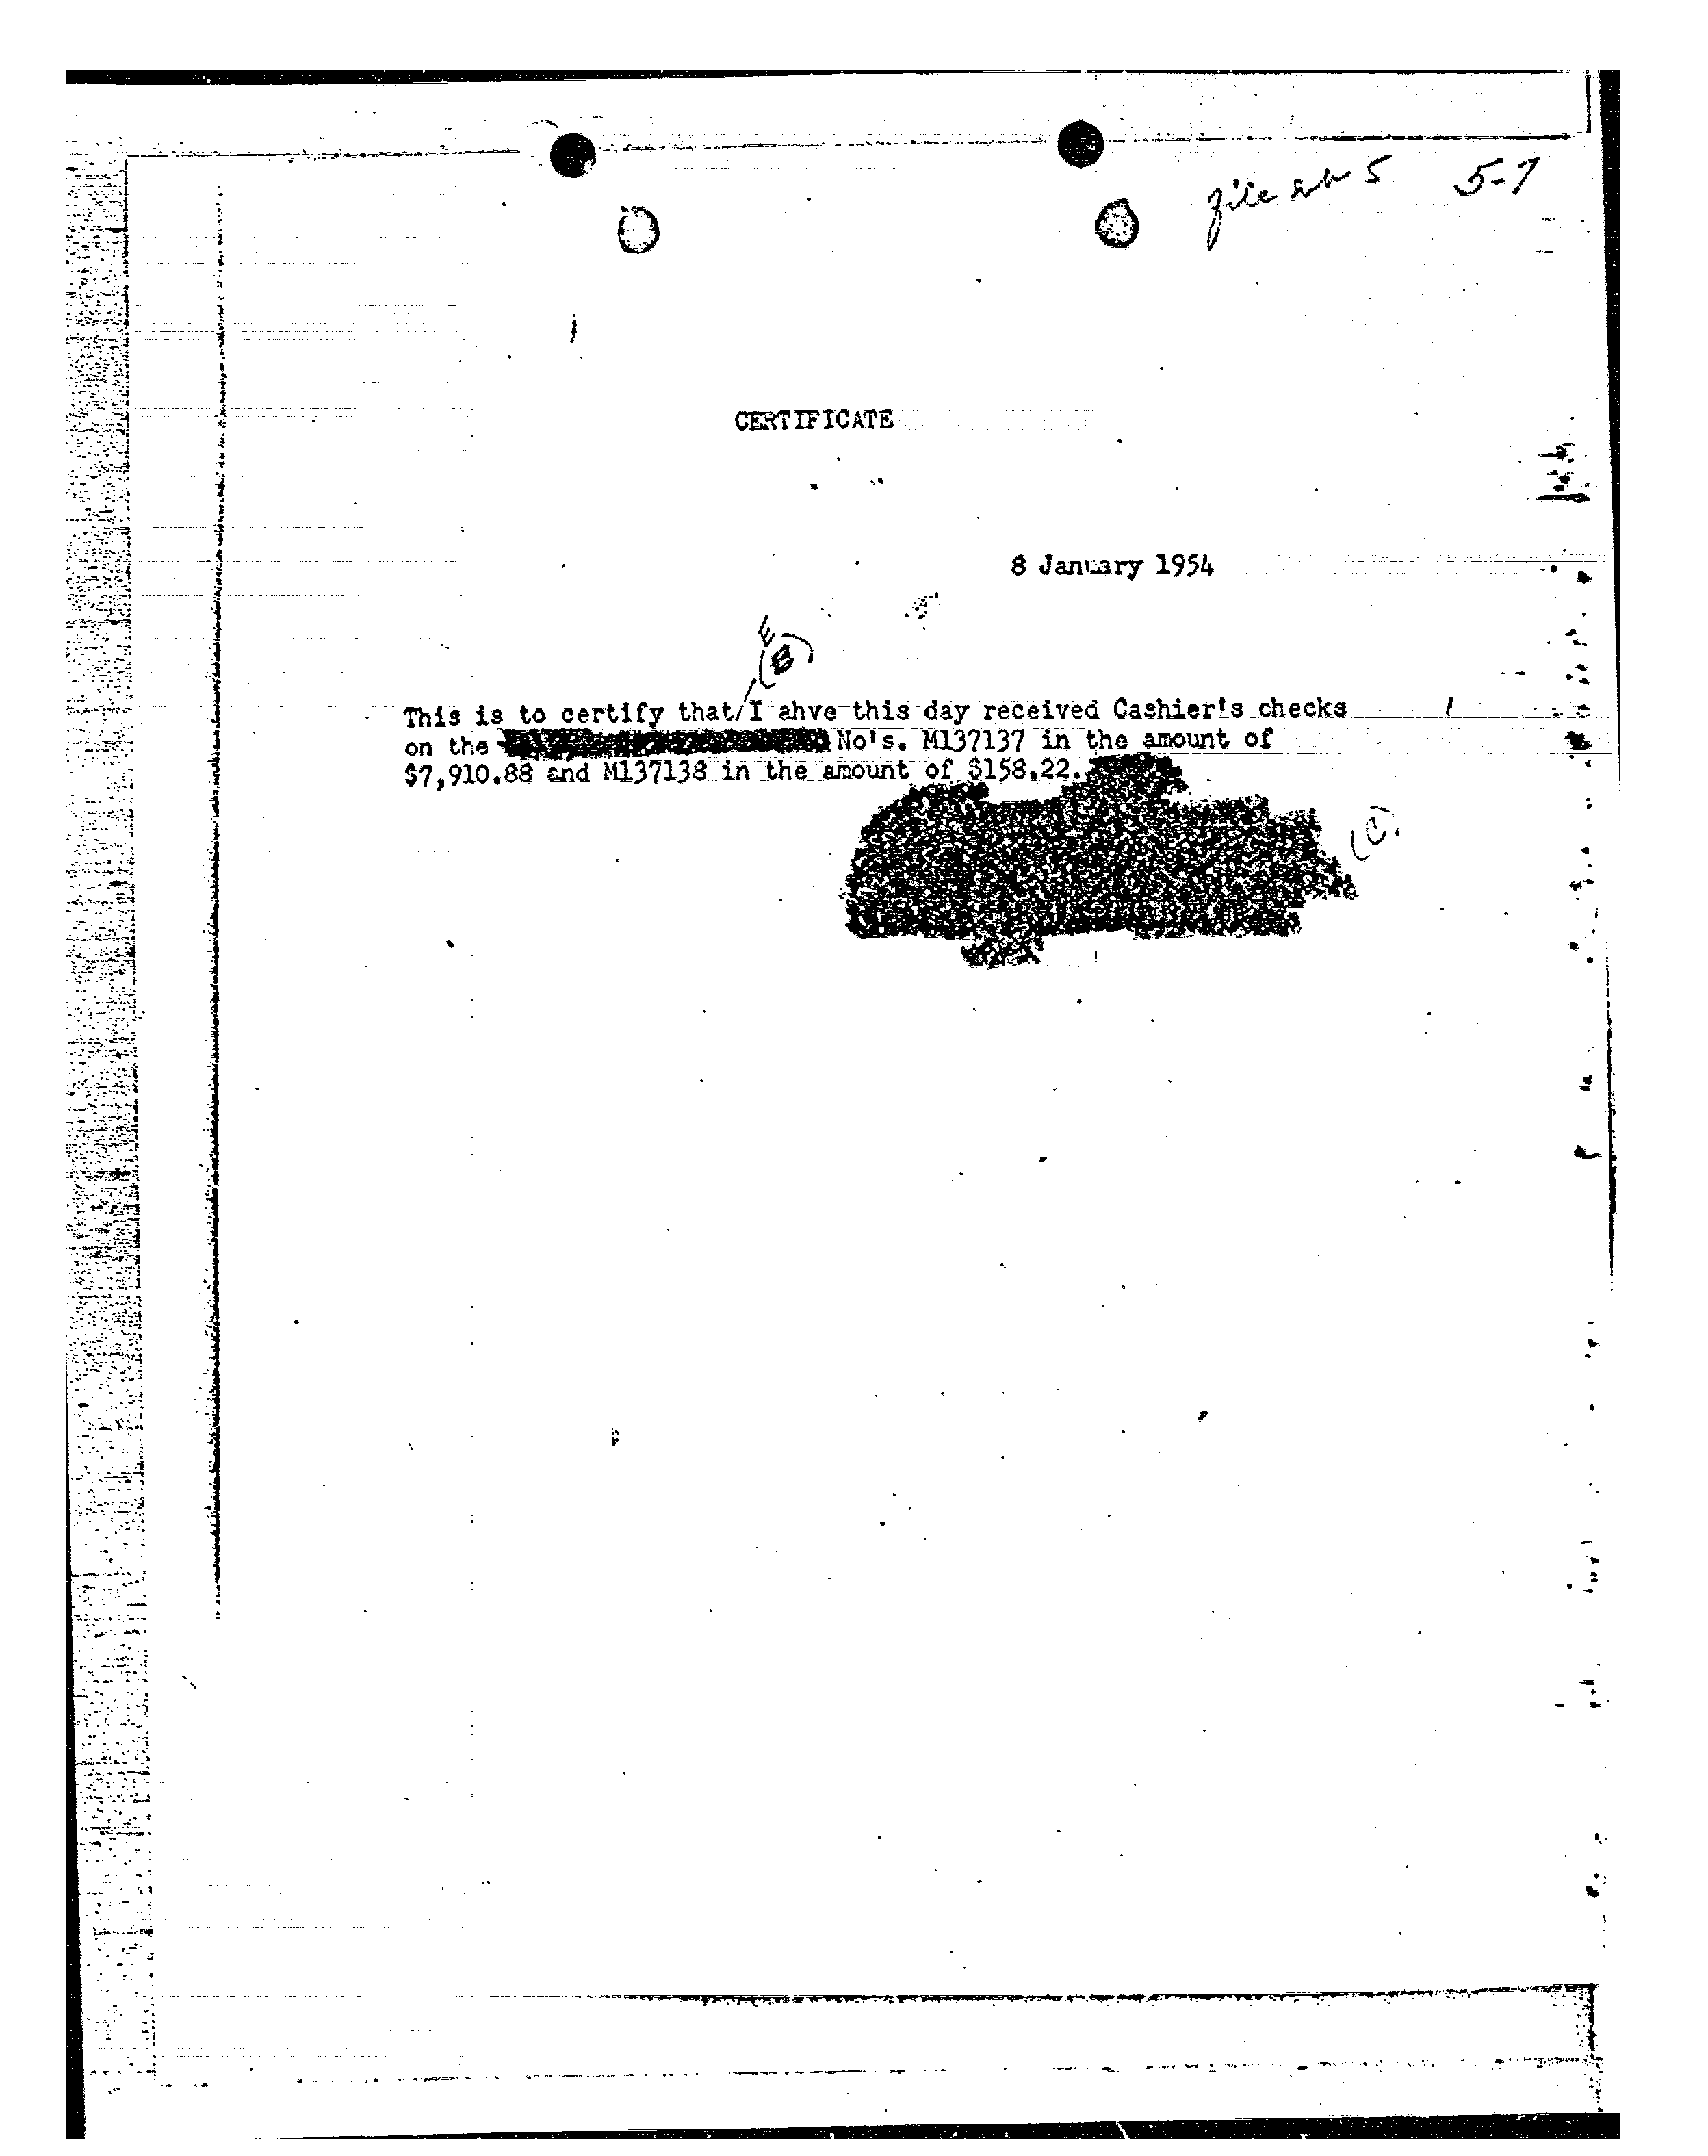 file sub 5 5-7
CERTIFICATE
8 January 1954
E
(B)
This is to certify that/I ahve this day received Cashier's checks
on the No's. M137137 in the amount of
$7,910.88 and M137138 in the amount of $158.22.
(C)